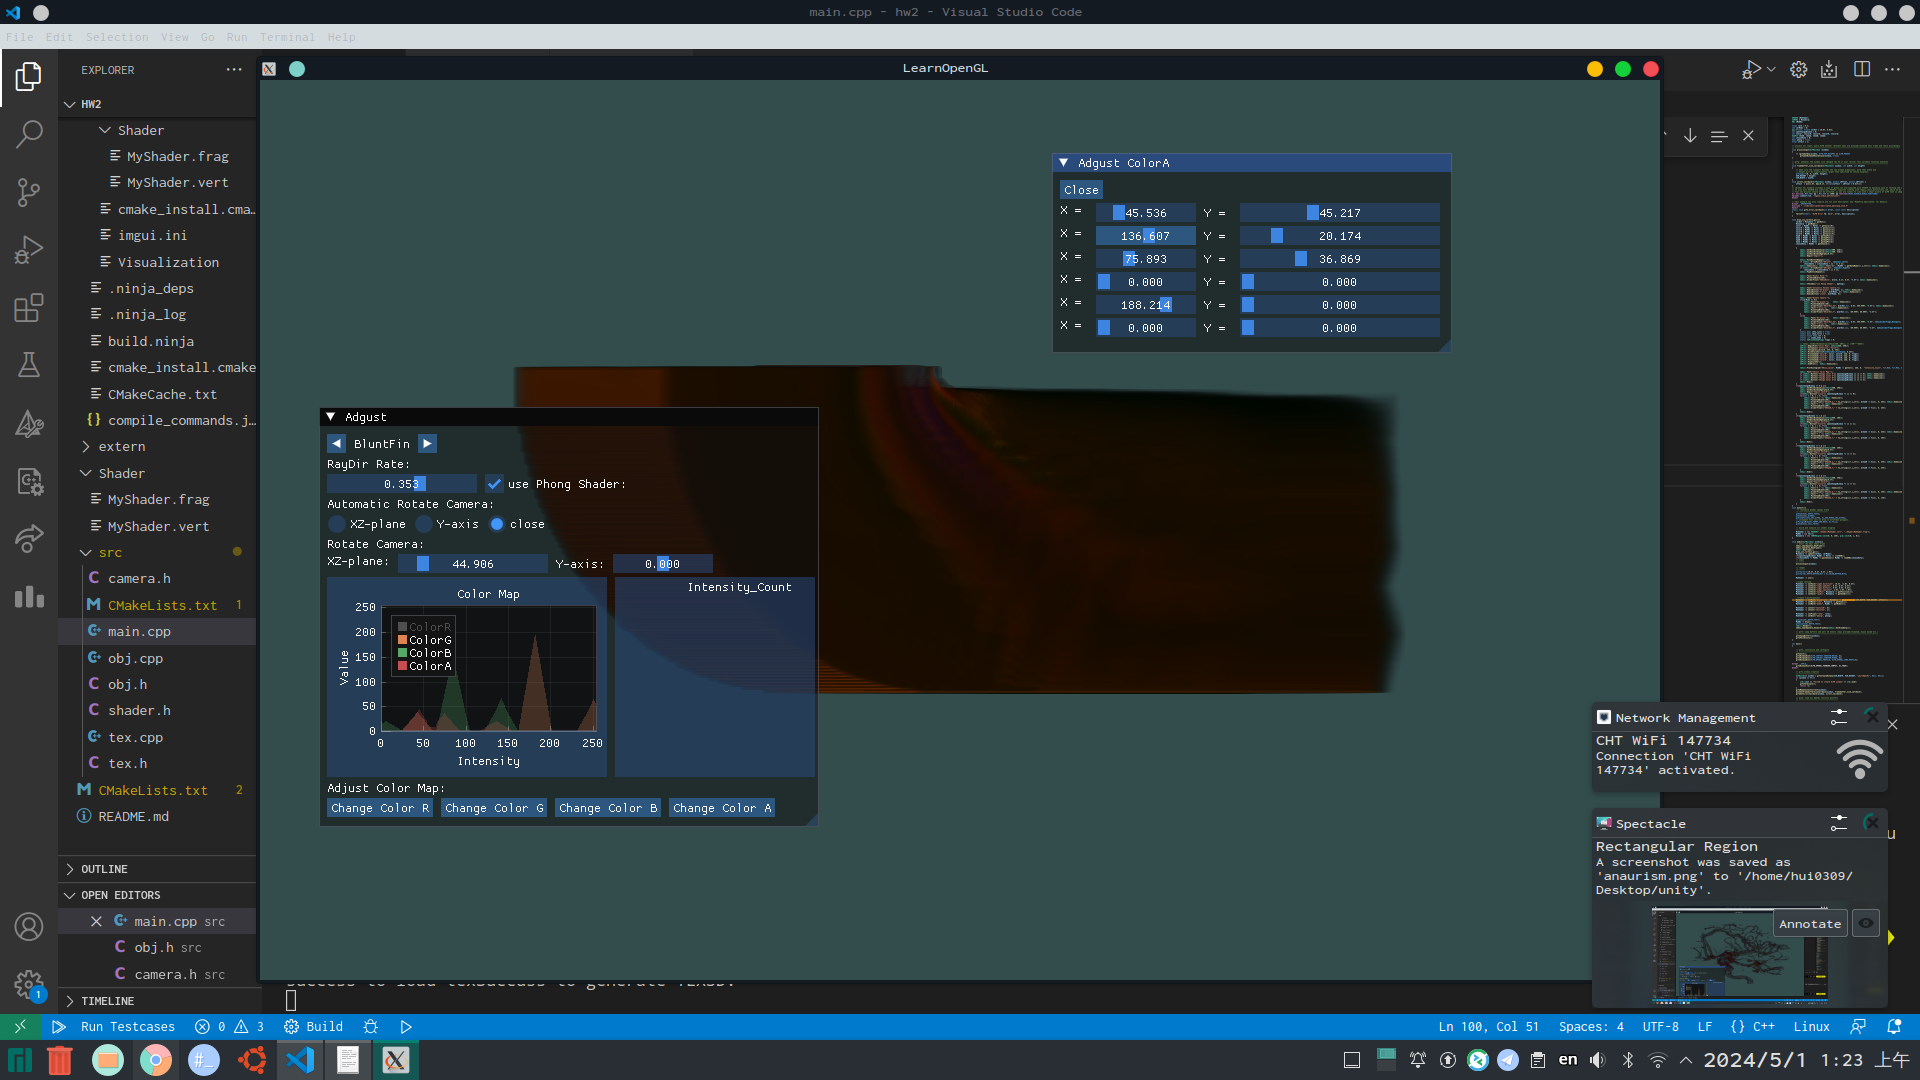 main.cpp - hw2 - Visual Studio Code
File Edit Selection View Go Run Terminal Help
EXPLORER
HW2
Shader
MyShader.frag
MyShader.vert
cmake_install.cma…
imgui.ini
Visualization
.ninja_deps
.ninja_log
build.ninja
cmake_install.cmake
CMakeCache.txt
{} compile_commands.j…
extern
Shader
MyShader.frag
MyShader.vert
src
C camera.h
M CMakeLists.txt 1
main.cpp
obj.cpp
C obj.h
C shader.h
tex.cpp
C tex.h
M CMakeLists.txt 2
README.md
OUTLINE
OPEN EDITORS
main.cpp src
C obj.h src
C camera.h src
TIMELINE
1
LearnOpenGL
Adgust ColorA
Close
X = 45.536 Y = 45.217
X = 136.607 Y = 20.174
X = 75.893 Y = 36.869
X = 0.000 Y = 0.000
X = 188.214 Y = 0.000
X = 0.000 Y = 0.000
Adgust
BluntFin
RayDir Rate:
0.353 use Phong Shader:
Automatic Rotate Camera:
XZ-plane Y-axis close
Rotate Camera:
XZ-plane: 44.906 Y-axis: 0.000
Color Map
Intensity_Count
250
200
150
100
50
0
Value
ColorR
ColorG
ColorB
ColorA
0 50 100 150 200 250
Intensity
Adjust Color Map:
Change Color R Change Color G Change Color B Change Color A
Network Management
CHT WiFi 147734
Connection 'CHT WiFi
147734' activated.
Spectacle
Rectangular Region
A screenshot was saved as
'anaurism.png' to '/home/hui0309/
Desktop/unity'.
Annotate
Run Testcases 0 3 Build
Ln 100, Col 51 Spaces: 4 UTF-8 LF {} C++ Linux
en 2024/5/1 1:23 上午